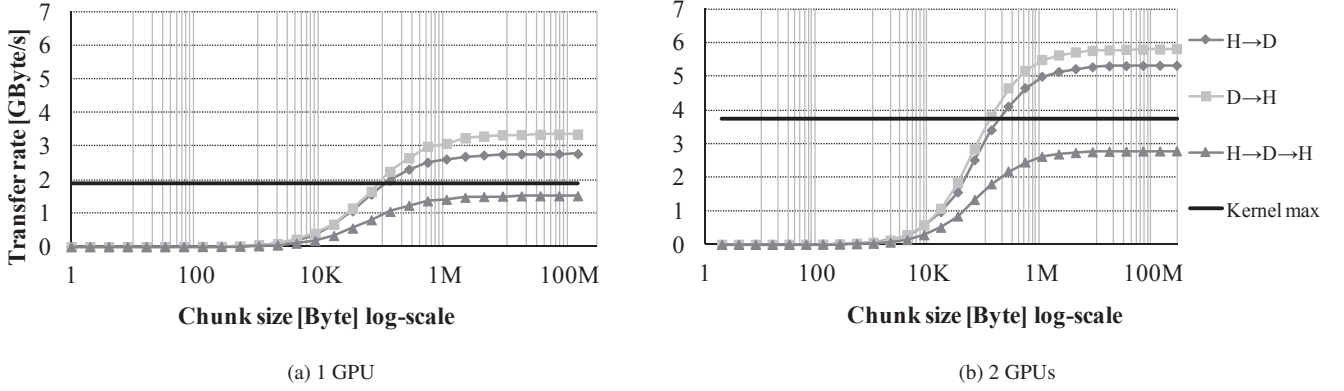 7
6
5
4
3
2
1
0
Transfer rate [GByte/s]
1 100 10K 1M 100M
Chunk size [Byte] log-scale
(a) 1 GPU
7
6
5
4
3
2
1
0
1 100 10K 1M 100M
Chunk size [Byte] log-scale
(b) 2 GPUs
H→D
D→H
H→D→H
Kernel max